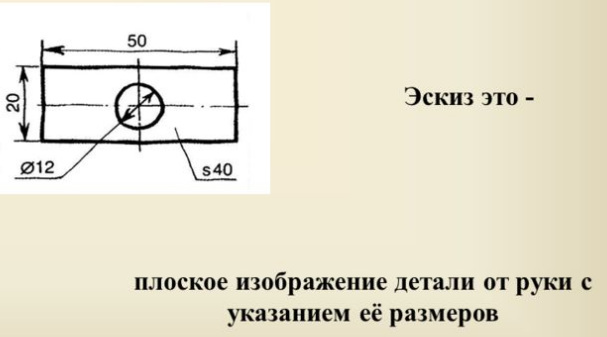 50
20
Эскиз это -
Ø12
s40
плоское изображение детали от руки с
указанием её размеров